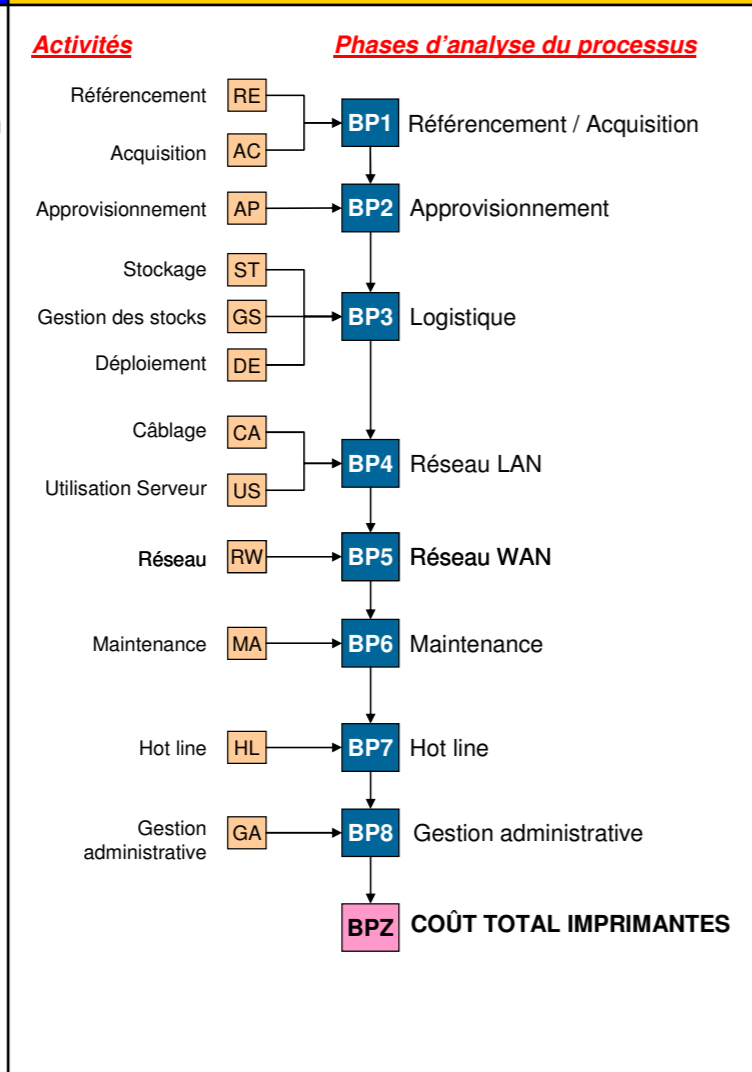 Activités Phases d'analyse du processus
Référencement RE
BP1 Référencement / Acquisition
Acquisition AC
Approvisionnement AP BP2 Approvisionnement
Stockage ST
Gestion des stocks GS BP3 Logistique
Déploiement DE
Câblage CA
BP4 Réseau LAN
Utilisation Serveur US
Réseau RW BP5 Réseau WAN
Maintenance MA BP6 Maintenance
Hot line HL BP7 Hot line
Gestion
administrative GA BP8 Gestion administrative
BPZ COÛT TOTAL IMPRIMANTES